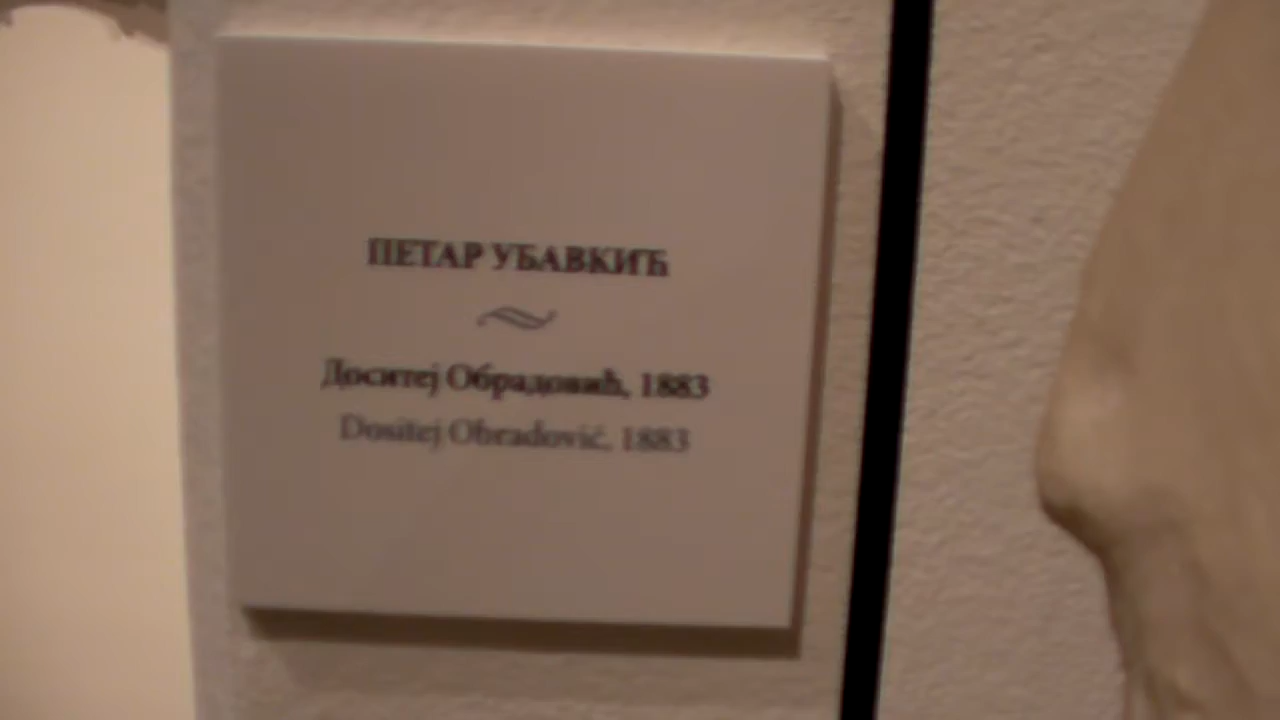 ПЕТАР УБАВКИЋ
Доситеј Обрадовић, 1883
Dositej Obradović, 1883